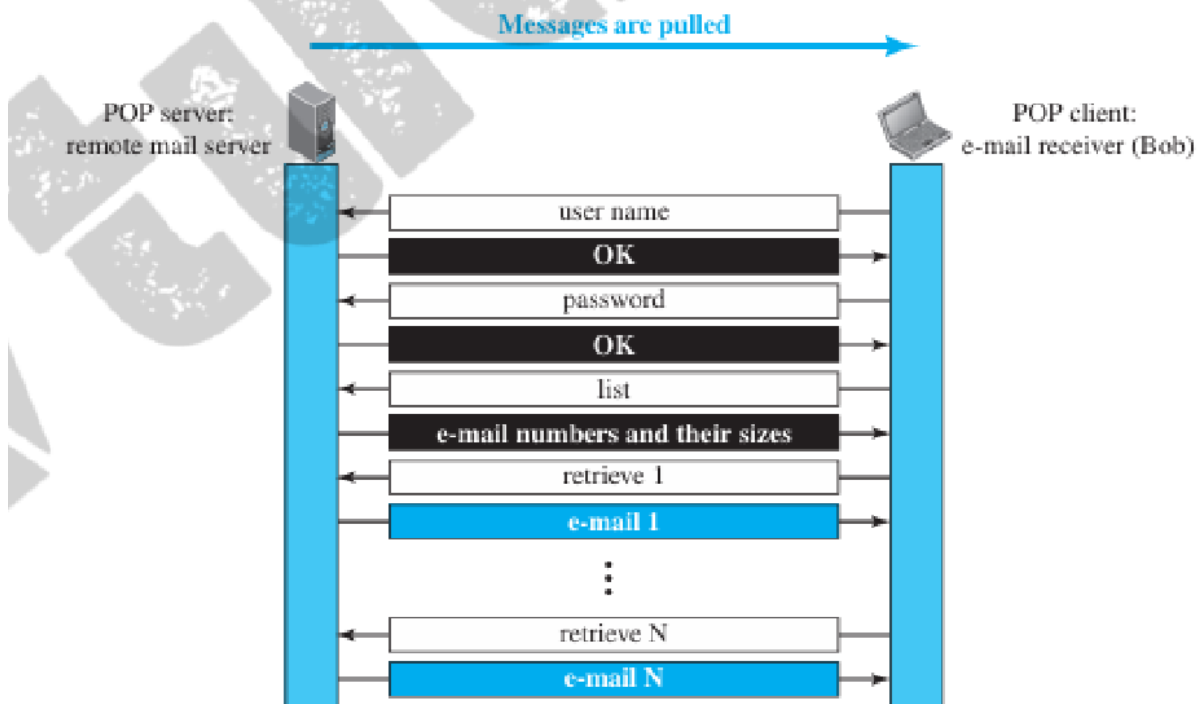 Messages are pulled
POP server:
remote mail server
POP client:
e-mail receiver (Bob)
user name
OK
password
OK
list
e-mail numbers and their sizes
retrieve 1
e-mail 1
retrieve N
e-mail N